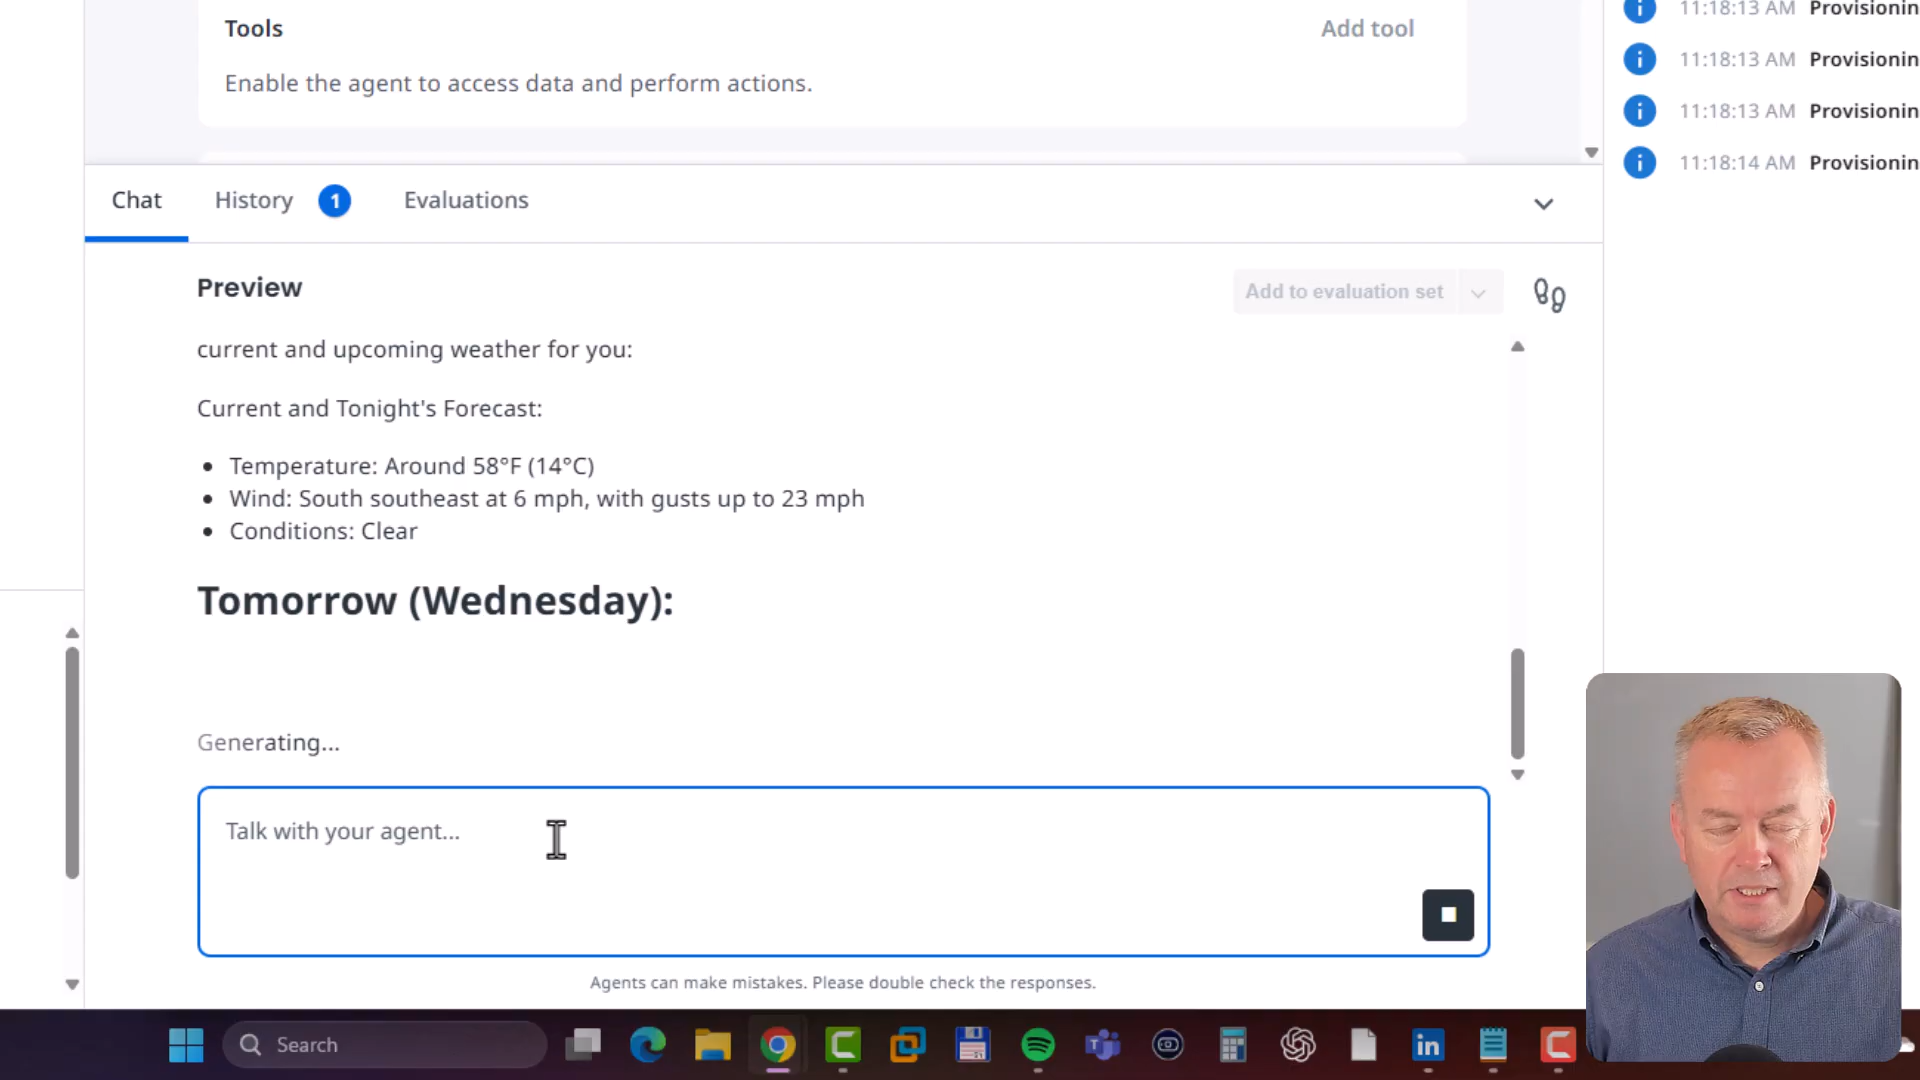 Tools
Add tool
Enable the agent to access data and perform actions.
11:18:13 AM Provisionin
11:18:13 AM Provisionin
11:18:13 AM Provisionin
11:18:14 AM Provisionin
Chat
History 1
Evaluations
Preview
Add to evaluation set
current and upcoming weather for you:
Current and Tonight's Forecast:
• Temperature: Around 58°F (14°C)
• Wind: South southeast at 6 mph, with gusts up to 23 mph
• Conditions: Clear
Tomorrow (Wednesday):
Generating...
Talk with your agent...
Agents can make mistakes. Please double check the responses.
Search